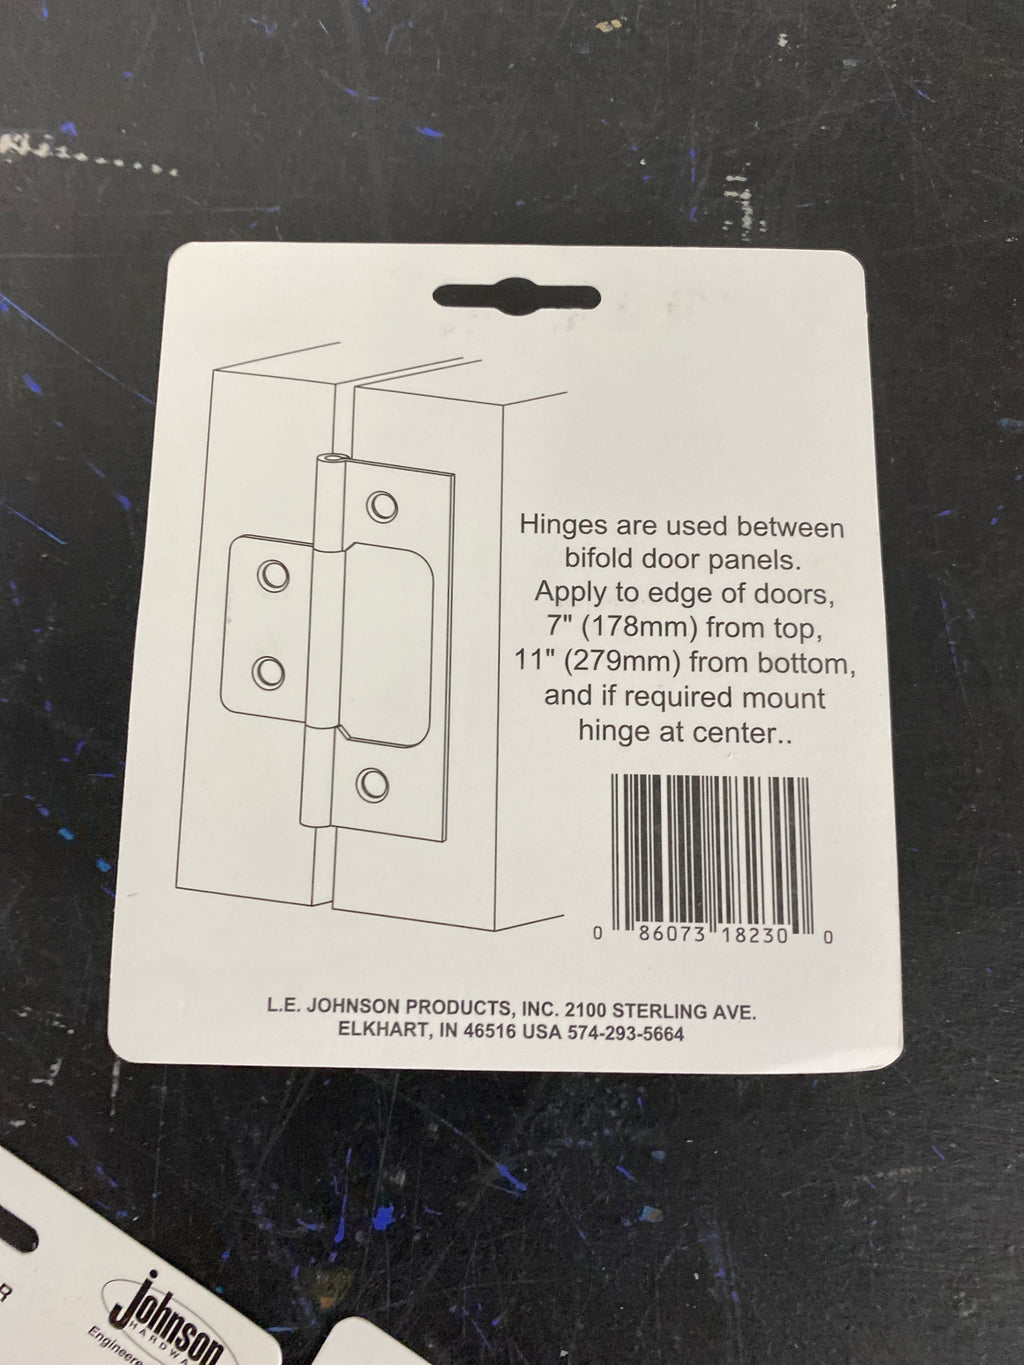 Hinges are used between
bifold door panels.
Apply to edge of doors,
7" (178mm) from top,
11" (279mm) from bottom,
and if required mount
hinge at center..
0 86073 18230 0
L.E. JOHNSON PRODUCTS, INC. 2100 STERLING AVE.
ELKHART, IN 46516 USA 574-293-5664
R
Johnson
HARDWA
Engineere